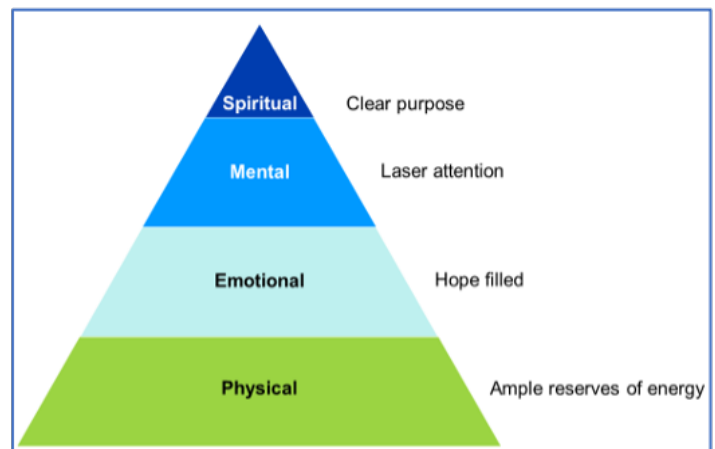 Spiritual Clear purpose
Mental Laser attention
Emotional Hope filled
Physical Ample reserves of energy